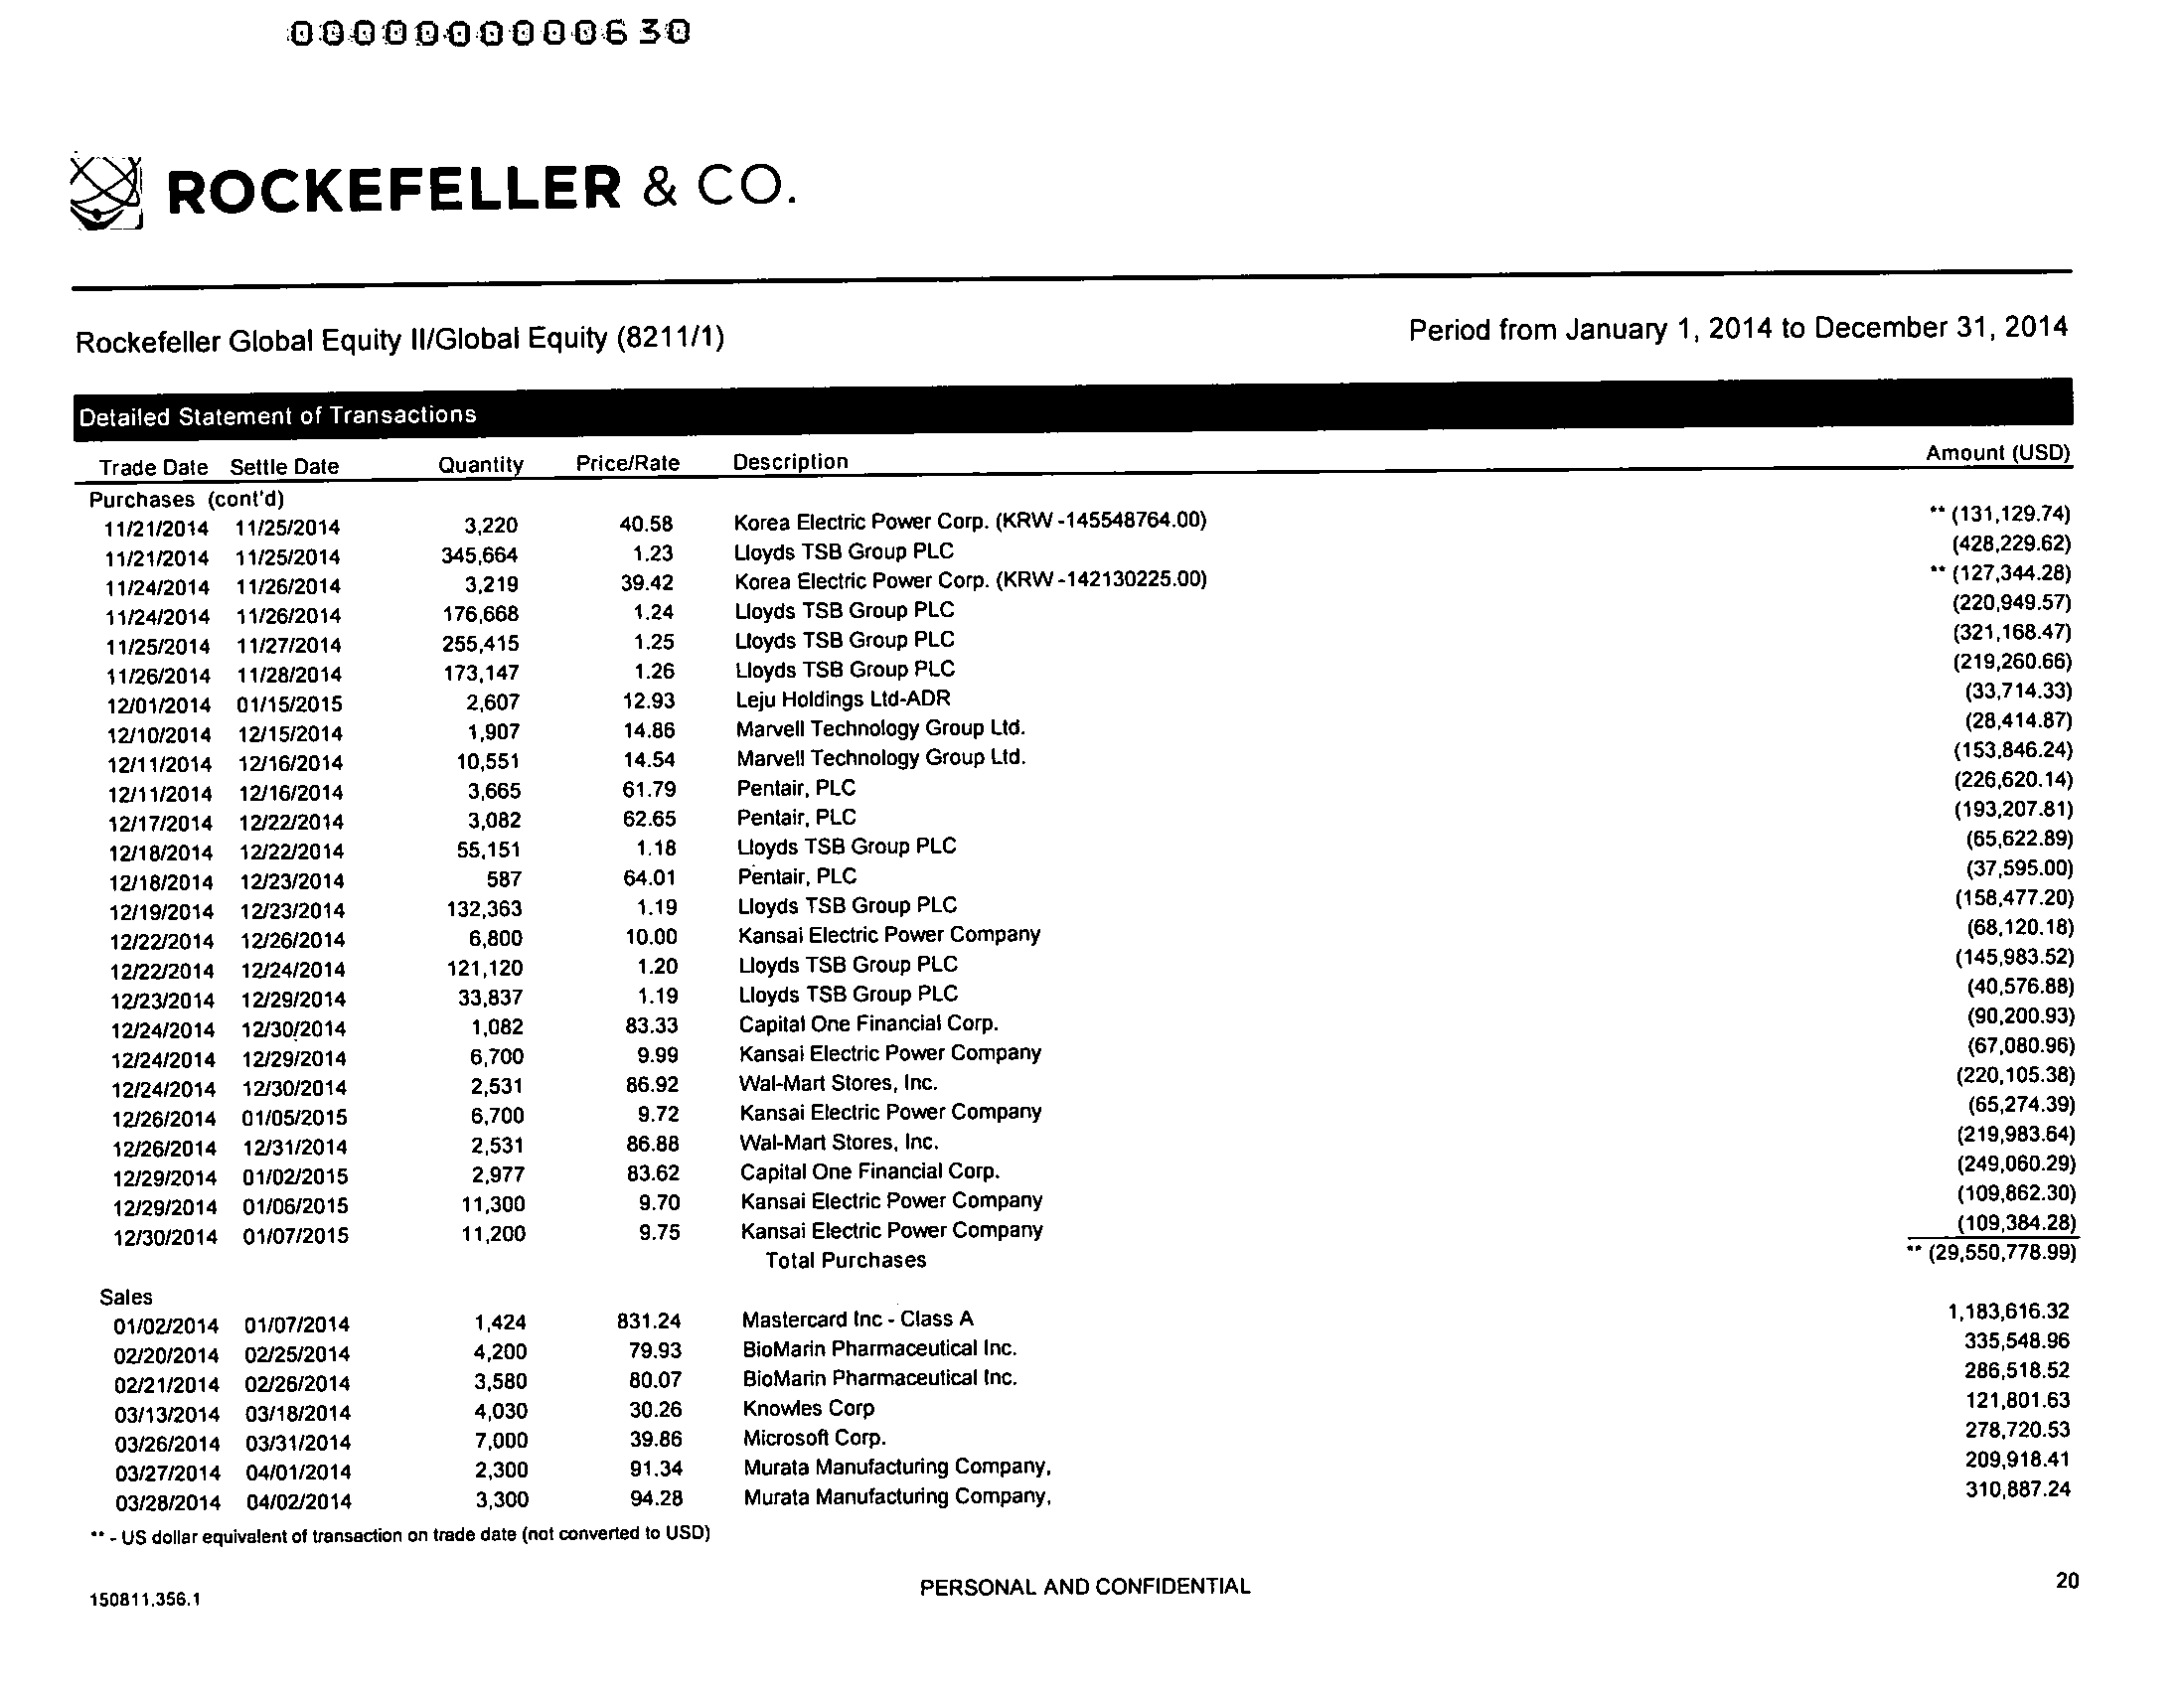 0000000000630
ROCKEFELLER & CO.
Rockefeller Global Equity II/Global Equity (8211/1) Period from January 1, 2014 to December 31, 2014
Detailed Statement of Transactions
Trade Date Settle Date Quantity Price/Rate Description Amount (USD)
Purchases (cont'd)
11/21/2014 11/25/2014 3,220 40.58 Korea Electric Power Corp. (KRW -145548764.00) ** (131,129.74)
11/21/2014 11/25/2014 345,664 1.23 Lloyds TSB Group PLC (428,229.62)
11/24/2014 11/26/2014 3,219 39.42 Korea Electric Power Corp. (KRW -142130225.00) ** (127,344.28)
11/24/2014 11/26/2014 176,668 1.24 Lloyds TSB Group PLC (220,949.57)
11/25/2014 11/27/2014 255,415 1.25 Lloyds TSB Group PLC (321,168.47)
11/26/2014 11/28/2014 173,147 1.26 Lloyds TSB Group PLC (219,260.66)
12/01/2014 01/15/2015 2,607 12.93 Leju Holdings Ltd-ADR (33,714.33)
12/10/2014 12/15/2014 1,907 14.86 Marvell Technology Group Ltd. (28,414.87)
12/11/2014 12/16/2014 10,551 14.54 Marvell Technology Group Ltd. (153,846.24)
12/11/2014 12/16/2014 3,665 61.79 Pentair, PLC (226,620.14)
12/17/2014 12/22/2014 3,082 62.65 Pentair, PLC (193,207.81)
12/18/2014 12/22/2014 55,151 1.18 Lloyds TSB Group PLC (65,622.89)
12/18/2014 12/23/2014 587 64.01 Pentair, PLC (37,595.00)
12/19/2014 12/23/2014 132,363 1.19 Lloyds TSB Group PLC (158,477.20)
12/22/2014 12/26/2014 6,800 10.00 Kansai Electric Power Company (68,120.18)
12/22/2014 12/24/2014 121,120 1.20 Lloyds TSB Group PLC (145,983.52)
12/23/2014 12/29/2014 33,837 1.19 Lloyds TSB Group PLC (40,576.88)
12/24/2014 12/30/2014 1,082 83.33 Capital One Financial Corp. (90,200.93)
12/24/2014 12/29/2014 6,700 9.99 Kansai Electric Power Company (67,080.96)
12/24/2014 12/30/2014 2,531 86.92 Wal-Mart Stores, Inc. (220,105.38)
12/26/2014 01/05/2015 6,700 9.72 Kansai Electric Power Company (65,274.39)
12/26/2014 12/31/2014 2,531 86.88 Wal-Mart Stores, Inc. (219,983.64)
12/29/2014 01/02/2015 2,977 83.62 Capital One Financial Corp. (249,060.29)
12/29/2014 01/06/2015 11,300 9.70 Kansai Electric Power Company (109,862.30)
12/30/2014 01/07/2015 11,200 9.75 Kansai Electric Power Company (109,384.28)
Total Purchases ** (29,550,778.99)
Sales
01/02/2014 01/07/2014 1,424 831.24 Mastercard Inc - Class A 1,183,616.32
02/20/2014 02/25/2014 4,200 79.93 BioMarin Pharmaceutical Inc. 335,548.96
02/21/2014 02/26/2014 3,580 80.07 BioMarin Pharmaceutical Inc. 286,518.52
03/13/2014 03/18/2014 4,030 30.26 Knowles Corp 121,801.63
03/26/2014 03/31/2014 7,000 39.86 Microsoft Corp. 278,720.53
03/27/2014 04/01/2014 2,300 91.34 Murata Manufacturing Company, 209,918.41
03/28/2014 04/02/2014 3,300 94.28 Murata Manufacturing Company, 310,887.24
** - US dollar equivalent of transaction on trade date (not converted to USD)
150811.356.1 PERSONAL AND CONFIDENTIAL 20